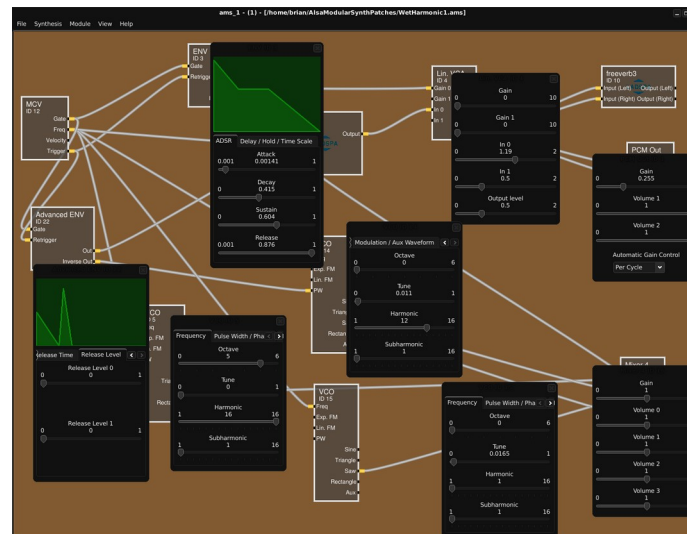 ams_1 - (1) - [/home/brian/AlsaModularSynthPatches/WetHarmonic1.ams]
File Synthesis Module View Help
ENV
ID 3
Gate
Retrigge
MCV
ID 12
Gate
Freq
Velocity
Trigger
Advanced ENV
ID 22
Gate
Retrigge
Out
Inverse Out
ADSR Delay / Hold / Time Scale
Attack
0.001 0.00141 1
Decay
0 0.415 1
Sustain
0 0.604 1
Release
0.001 0.876 1
Output
Lin. VCA
ID 4
Gain 0
Gain 1
In 0
In 1
Gain
0 0 10
Gain 1
0 0 10
In 0
0 1.19 2
In 1
0 0.5 2
Output level
0 0.5 2
freeverb3
ID 10
Input (Left) Output (Left)
Input (Right) Output (Right)
PCM Out
Gain
0 0.255
Volume 1
0 1
Volume 2
0 1
Automatic Gain Control
Per Cycle
Modulation / Aux Waveform
Octave
0 0 6
Tune
0 0.011 1
Harmonic
1 12 16
Subharmonic
1 1 16
Exp. FM
Lin. FM
PW
elease Time Release Level
Release Level 0
0 0 1
Release Level 1
0 0 1
ID 5
Frequency Pulse Width / Pha
Octave
0 5 6
Tune
0 0 1
Harmonic
1 16 16
Subharmonic
1 1 16
VCO
ID 15
Freq
Exp. FM
Lin. FM
PW
Sine
Triangle
Saw
Rectangle
Aux
Frequency Pulse Width / Pha
Octave
0 0 6
Tune
0 0.0165 1
Harmonic
1 1 16
Subharmonic
1 1 16
Mixer 4
Gain
0 1
Volume 0
0 1
Volume 1
0 1
Volume 2
0 1
Volume 3
0 1